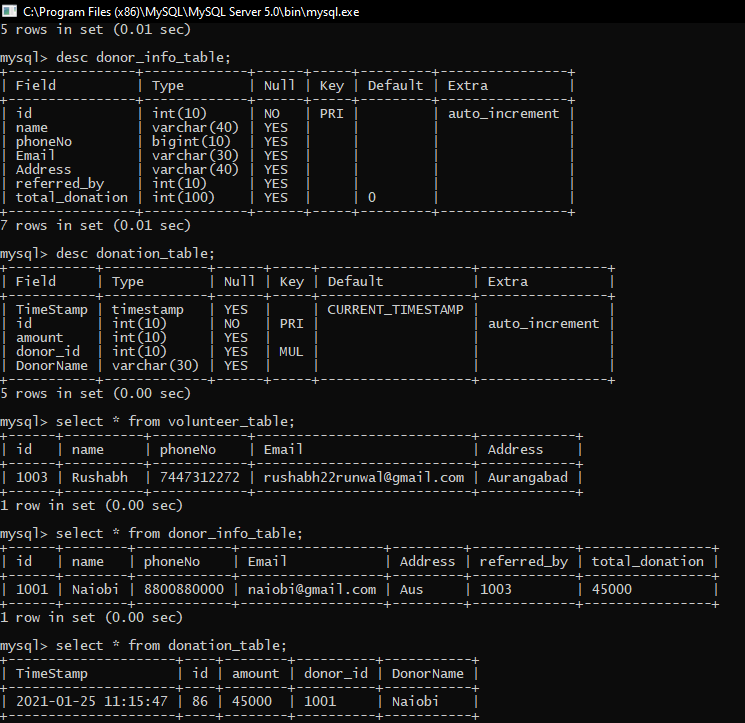 C:\Program Files (x86)\MySQL\MySQL Server 5.0\bin\mysql.exe
5 rows in set (0.01 sec)
mysql> desc donor_info_table;
+----------------+-------------+------+-----+---------+----------------+
| Field          | Type        | Null | Key | Default | Extra          |
+----------------+-------------+------+-----+---------+----------------+
| id             | int(10)     | NO   | PRI |         | auto_increment |
| name           | varchar(40) | YES  |     |         |                |
| phoneNo        | bigint(10)  | YES  |     |         |                |
| Email          | varchar(30) | YES  |     |         |                |
| Address        | varchar(40) | YES  |     |         |                |
| referred_by    | int(10)     | YES  |     |         |                |
| total_donation | int(100)    | YES  |     | 0       |                |
+----------------+-------------+------+-----+---------+----------------+
7 rows in set (0.01 sec)
mysql> desc donation_table;
+-----------+-------------+------+-----+-------------------+----------------+
| Field     | Type        | Null | Key | Default           | Extra          |
+-----------+-------------+------+-----+-------------------+----------------+
| TimeStamp | timestamp   | YES  |     | CURRENT_TIMESTAMP |                |
| id        | int(10)     | NO   | PRI |                   | auto_increment |
| amount    | int(10)     | YES  |     |                   |                |
| donor_id  | int(10)     | YES  | MUL |                   |                |
| DonorName | varchar(30) | YES  |     |                   |                |
+-----------+-------------+------+-----+-------------------+----------------+
5 rows in set (0.00 sec)
mysql> select * from volunteer_table;
+------+---------+------------+--------------------------+------------+
| id   | name    | phoneNo    | Email                    | Address    |
+------+---------+------------+--------------------------+------------+
| 1003 | Rushabh | 7447312272 | rushabh22runwal@gmail.com | Aurangabad |
+------+---------+------------+--------------------------+------------+
1 row in set (0.00 sec)
mysql> select * from donor_info_table;
+------+--------+------------+------------------+---------+-------------+----------------+
| id   | name   | phoneNo    | Email            | Address | referred_by | total_donation |
+------+--------+------------+------------------+---------+-------------+----------------+
| 1001 | Naiobi | 8800880000 | naiobi@gmail.com | Aus     | 1003        | 45000          |
+------+--------+------------+------------------+---------+-------------+----------------+
1 row in set (0.00 sec)
mysql> select * from donation_table;
+---------------------+----+--------+----------+-----------+
| TimeStamp           | id | amount | donor_id | DonorName |
+---------------------+----+--------+----------+-----------+
| 2021-01-25 11:15:47 | 86 | 45000  | 1001     | Naiobi    |
+---------------------+----+--------+----------+-----------+